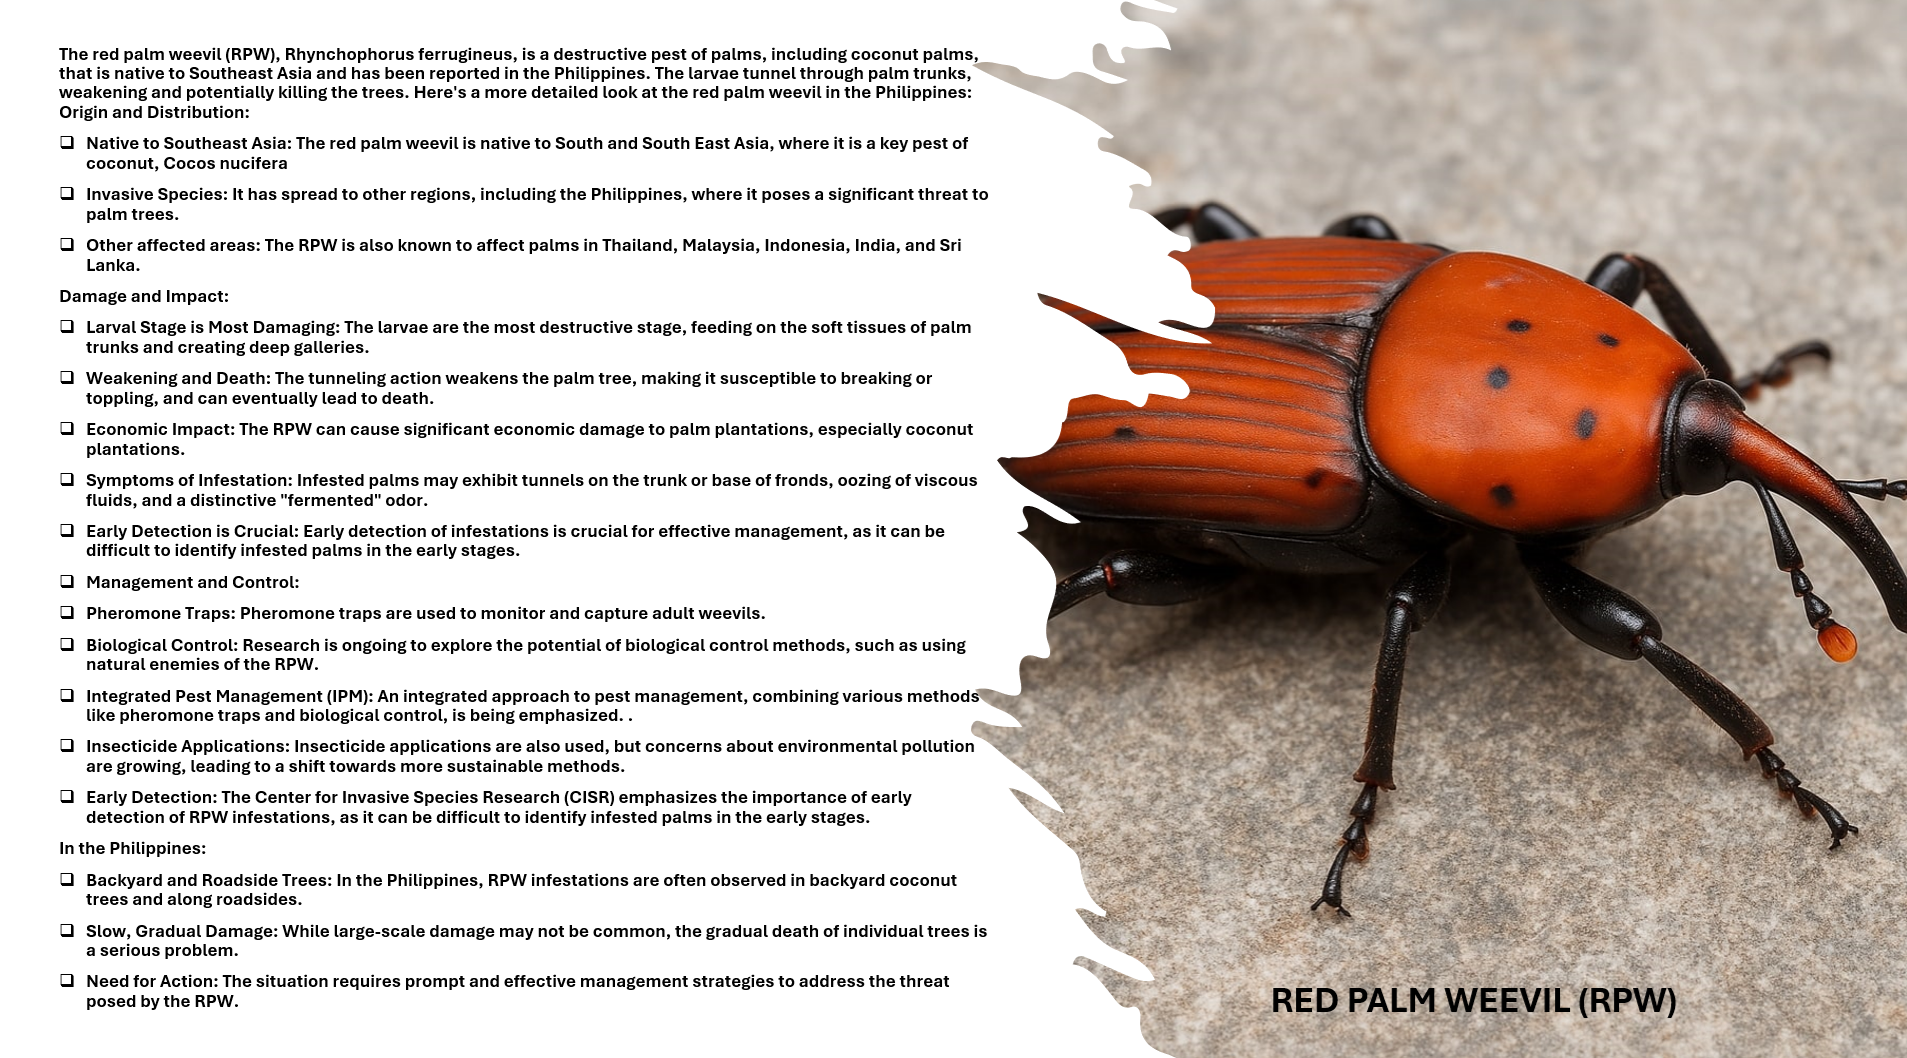 The red palm weevil (RPW), Rhynchophorus ferrugineus, is a destructive pest of palms, including coconut palms,
that is native to Southeast Asia and has been reported in the Philippines. The larvae tunnel through palm trunks,
weakening and potentially killing the trees. Here's a more detailed look at the red palm weevil in the Philippines:
Origin and Distribution:
❑ Native to Southeast Asia: The red palm weevil is native to South and South East Asia, where it is a key pest of
coconut, Cocos nucifera
❑ Invasive Species: It has spread to other regions, including the Philippines, where it poses a significant threat to
palm trees.
❑ Other affected areas: The RPW is also known to affect palms in Thailand, Malaysia, Indonesia, India, and Sri
Lanka.
Damage and Impact:
❑ Larval Stage is Most Damaging: The larvae are the most destructive stage, feeding on the soft tissues of palm
trunks and creating deep galleries.
❑ Weakening and Death: The tunneling action weakens the palm tree, making it susceptible to breaking or
toppling, and can eventually lead to death.
❑ Economic Impact: The RPW can cause significant economic damage to palm plantations, especially coconut
plantations.
❑ Symptoms of Infestation: Infested palms may exhibit tunnels on the trunk or base of fronds, oozing of viscous
fluids, and a distinctive "fermented" odor.
❑ Early Detection is Crucial: Early detection of infestations is crucial for effective management, as it can be
difficult to identify infested palms in the early stages.
❑ Management and Control:
❑ Pheromone Traps: Pheromone traps are used to monitor and capture adult weevils.
❑ Biological Control: Research is ongoing to explore the potential of biological control methods, such as using
natural enemies of the RPW.
❑ Integrated Pest Management (IPM): An integrated approach to pest management, combining various methods
like pheromone traps and biological control, is being emphasized. .
❑ Insecticide Applications: Insecticide applications are also used, but concerns about environmental pollution
are growing, leading to a shift towards more sustainable methods.
❑ Early Detection: The Center for Invasive Species Research (CISR) emphasizes the importance of early
detection of RPW infestations, as it can be difficult to identify infested palms in the early stages.
In the Philippines:
❑ Backyard and Roadside Trees: In the Philippines, RPW infestations are often observed in backyard coconut
trees and along roadsides.
❑ Slow, Gradual Damage: While large-scale damage may not be common, the gradual death of individual trees is
a serious problem.
❑ Need for Action: The situation requires prompt and effective management strategies to address the threat
posed by the RPW.
RED PALM WEEVIL (RPW)